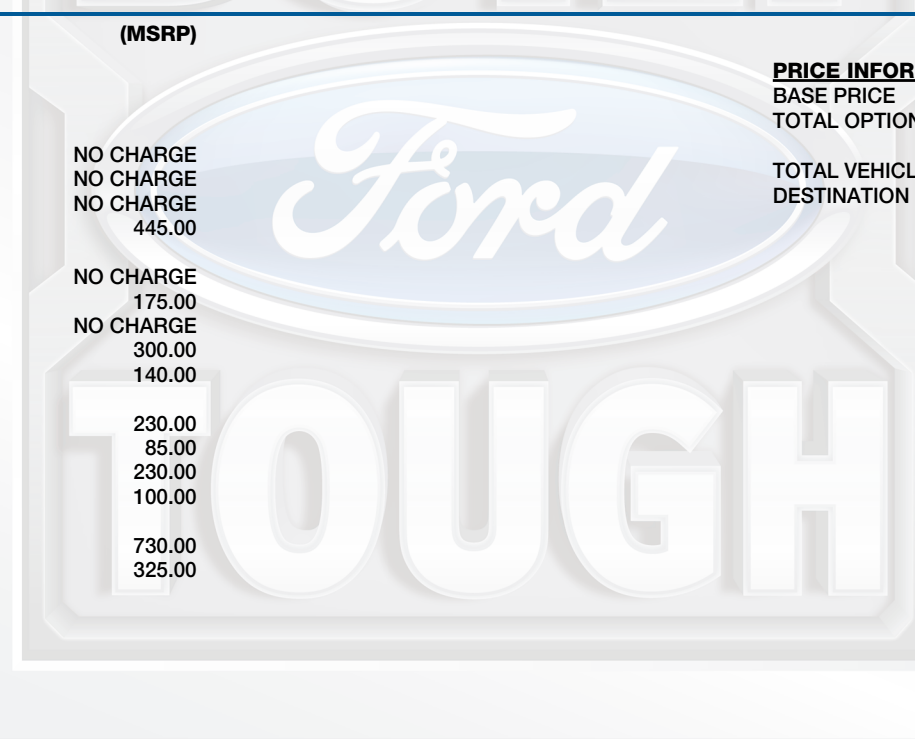 (MSRP)
NO CHARGE
NO CHARGE
NO CHARGE
445.00
NO CHARGE
175.00
NO CHARGE
300.00
140.00
230.00
85.00
230.00
100.00
730.00
325.00
PRICE INFOR
BASE PRICE
TOTAL OPTION
TOTAL VEHICL
DESTINATION
Ford
TOUGH